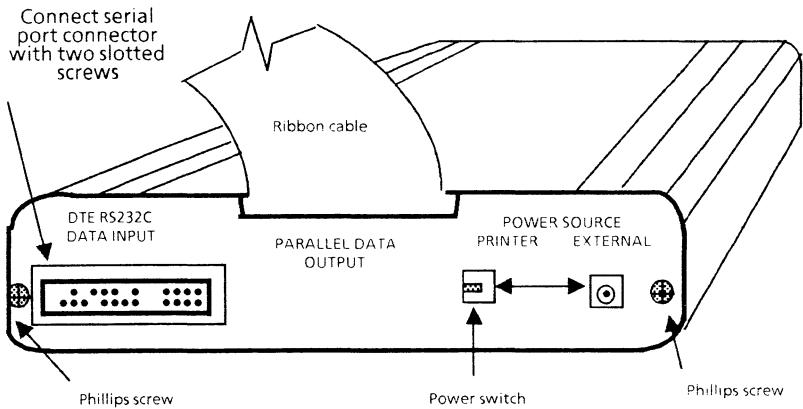 Connect serial
port connector
with two slotted
screws
Ribbon cable
DTE RS232C
DATA INPUT
PARALLEL DATA
OUTPUT
POWER SOURCE
PRINTER EXTERNAL
Phillips screw
Power switch
Phillips screw